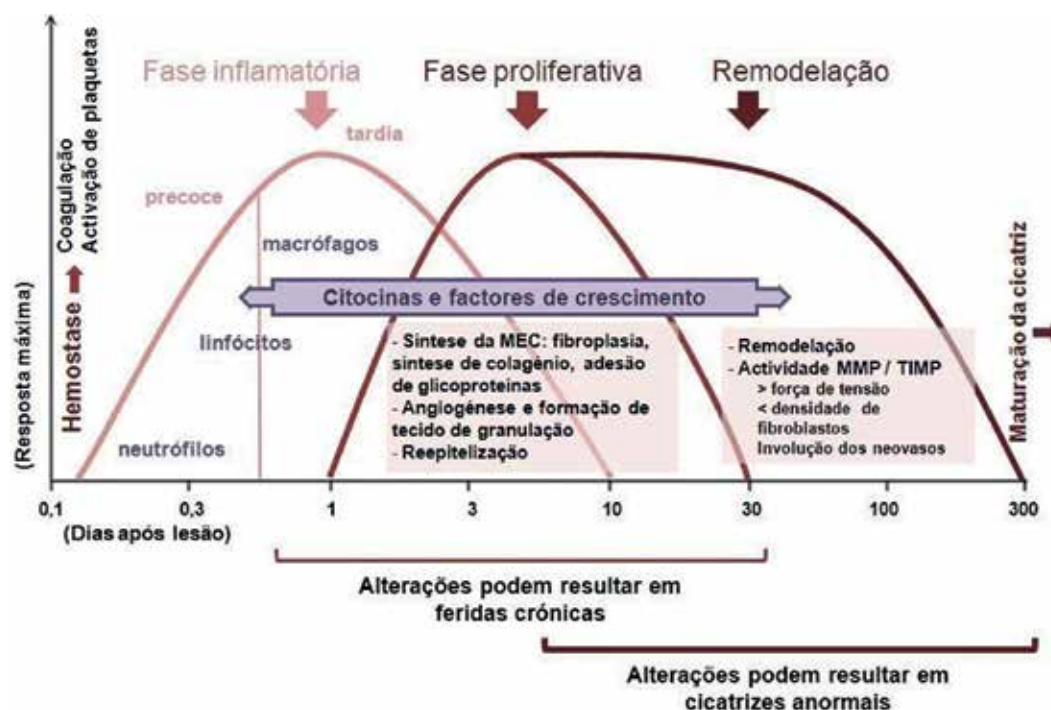 Fase inflamatória
Fase proliferativa
Remodelação
tardia
precoce
macrófagos
Citocinas e factores de crescimento
linfócitos
neutrófilos
(Resposta máxima)
Hemostase
Coagulação
Activação de plaquetas
- Síntese da MEC: fibroplasia,
síntese de colagênio, adesão
de glicoproteinas
- Angiogénese e formação de
tecido de granulação
- Reepitelização
- Remodelação
- Actividade MMP / TIMP
> força de tensão
< densidade de
fibroblastos
Involução dos neovasos
Maturação da cicatriz
0,1 0,3 1 3 10 30 100 300
(Dias após lesão)
Alterações podem resultar em
feridas crónicas
Alterações podem resultar em
cicatrizes anormais